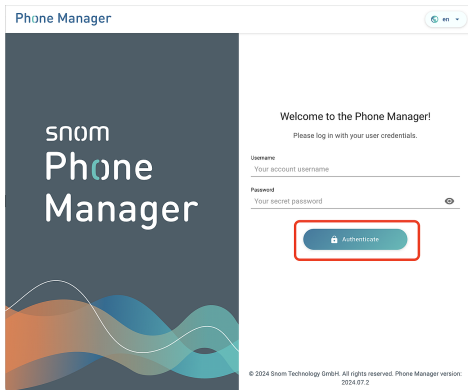 Phone Manager
en
snom
Phone
Manager
Welcome to the Phone Manager!
Please log in with your user credentials.
Username
Your account username
Password
Your secret password
Authenticate
© 2024 Snom Technology GmbH. All rights reserved. Phone Manager version:
2024.07.2